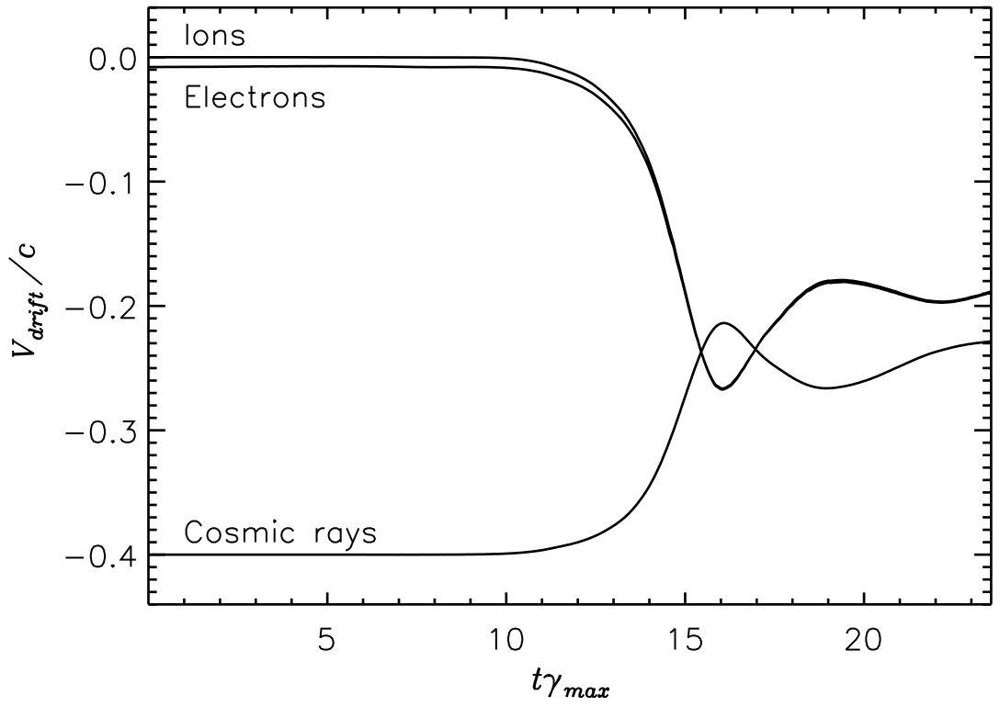 Ions
0.0
Electrons
−0.1
V_drift/c
−0.2
−0.3
Cosmic rays
−0.4
5 10 15 20
tγ_max